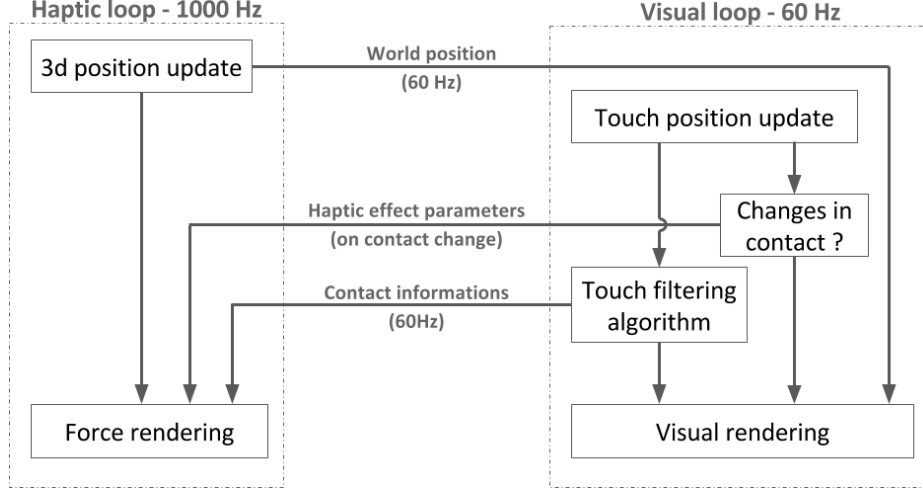 Haptic loop - 1000 Hz
Visual loop - 60 Hz
3d position update
World position
(60 Hz)
Touch position update
Haptic effect parameters
(on contact change)
Changes in
contact ?
Contact informations
(60Hz)
Touch filtering
algorithm
Force rendering
Visual rendering